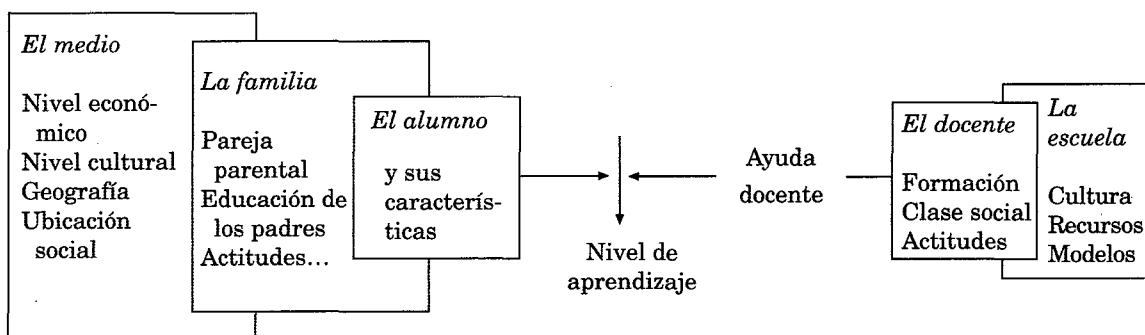 El medio
Nivel econó-
mico
Nivel cultural
Geografía
Ubicación
social
La familia
Pareja
parental
Educación de
los padres
Actitudes...
El alumno
y sus
caracterís-
ticas
Nivel de
aprendizaje
Ayuda
docente
El docente
Formación
Clase social
Actitudes
La
escuela
Cultura
Recursos
Modelos